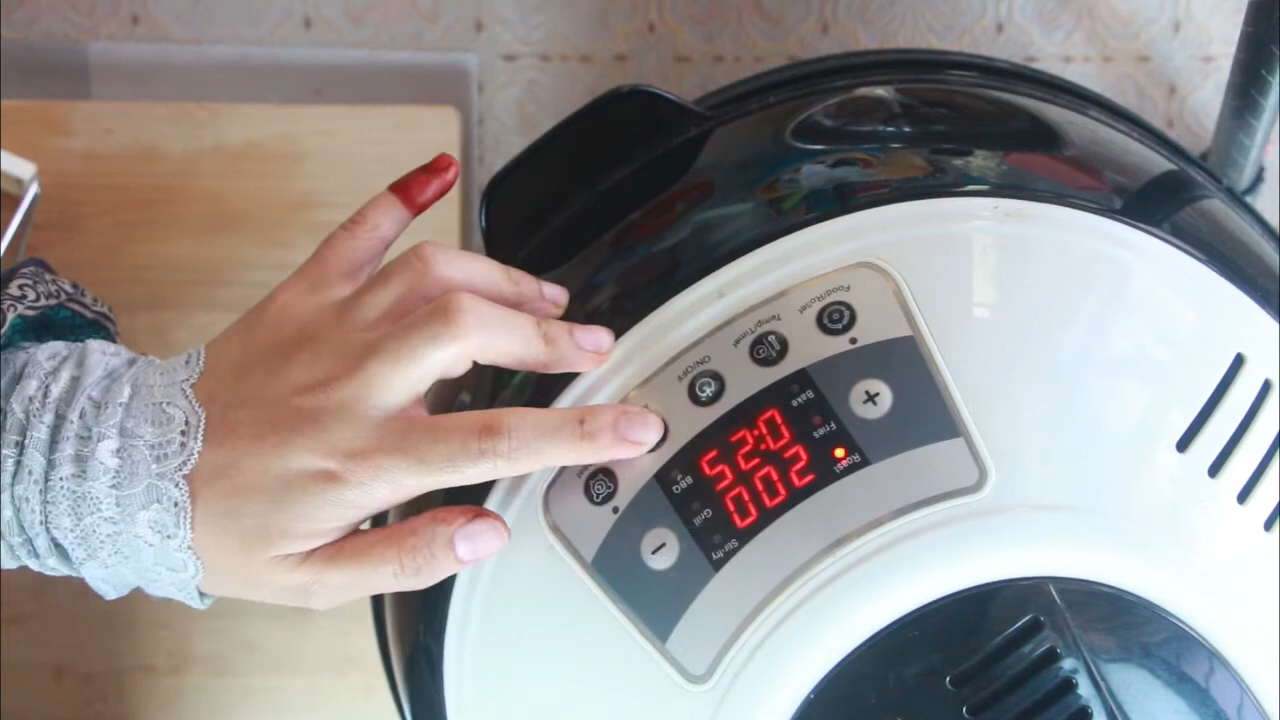 200
0:25
Roast
Fries
Bake
Stir-fry
Grill
BBQ
+
-
Temp/Timer
ON/OFF